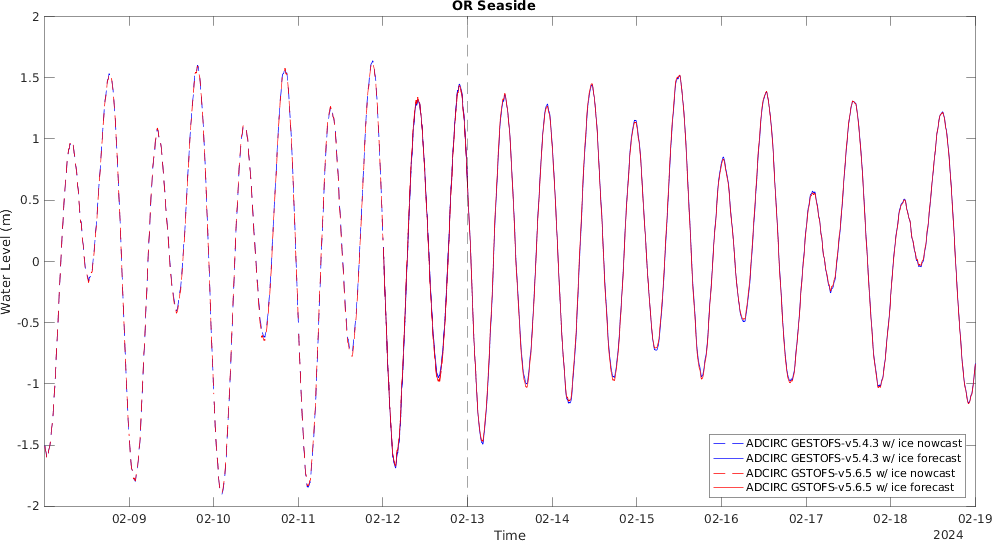 OR Seaside
2
1.5
1
0.5
0
-0.5
-1
-1.5
-2
Water Level (m)
ADCIRC GESTOFS-v5.4.3 w/ ice nowcast
ADCIRC GESTOFS-v5.4.3 w/ ice forecast
ADCIRC GSTOFS-v5.6.5 w/ ice nowcast
ADCIRC GSTOFS-v5.6.5 w/ ice forecast
02-09 02-10 02-11 02-12 02-13 02-14 02-15 02-16 02-17 02-18 02-19
Time
2024